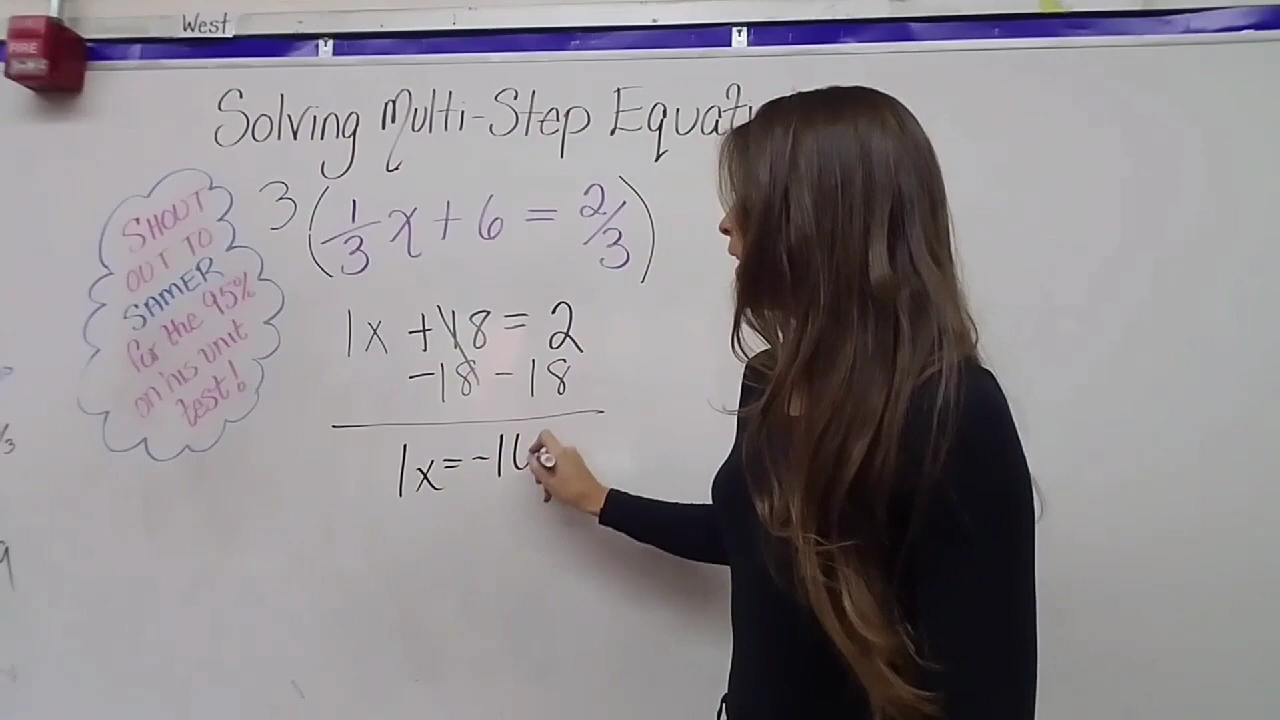 West
FIRE
Solving Multi-Step Equati
SHOUT
OUT TO
SAMER
for the 95%
on his unit
test!
3(1/3 x + 6 = 2/3)
1x + 18 = 2
-18 - 18
1x = -16